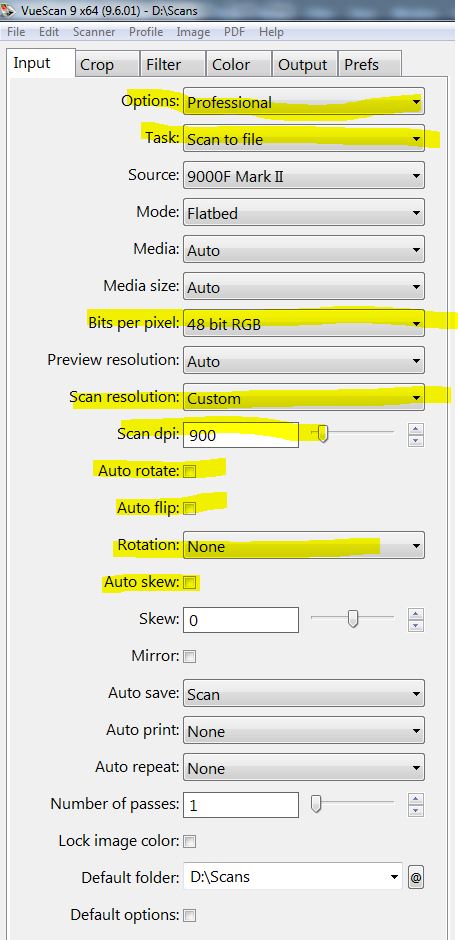 VueScan 9 x64 (9.6.01) - D:\Scans
File Edit Scanner Profile Image PDF Help
Input Crop Filter Color Output Prefs
Options: Professional
Task: Scan to file
Source: 9000F Mark II
Mode: Flatbed
Media: Auto
Media size: Auto
Bits per pixel: 48 bit RGB
Preview resolution: Auto
Scan resolution: Custom
Scan dpi: 900
Auto rotate:
Auto flip:
Rotation: None
Auto skew:
Skew: 0
Mirror:
Auto save: Scan
Auto print: None
Auto repeat: None
Number of passes: 1
Lock image color:
Default folder: D:\Scans @
Default options: